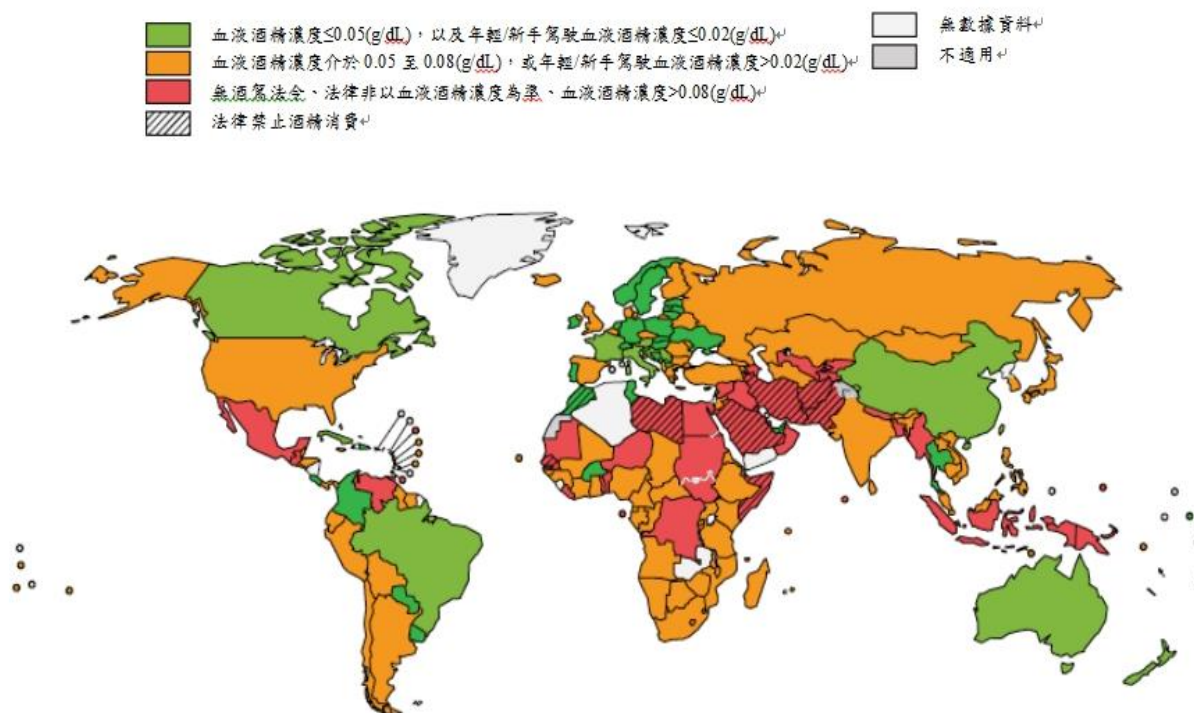 血液酒精濃度≤0.05(g/dL)，以及年輕/新手駕駛血液酒精濃度≤0.02(g/dL)↵
血液酒精濃度介於 0.05 至 0.08(g/dL)，或年輕/新手駕駛血液酒精濃度>0.02(g/dL)↵
無酒駕法令、法律非以血液酒精濃度為準、血液酒精濃度>0.08(g/dL)↵
法律禁止酒精消費↵
無數據資料↵
不適用↵